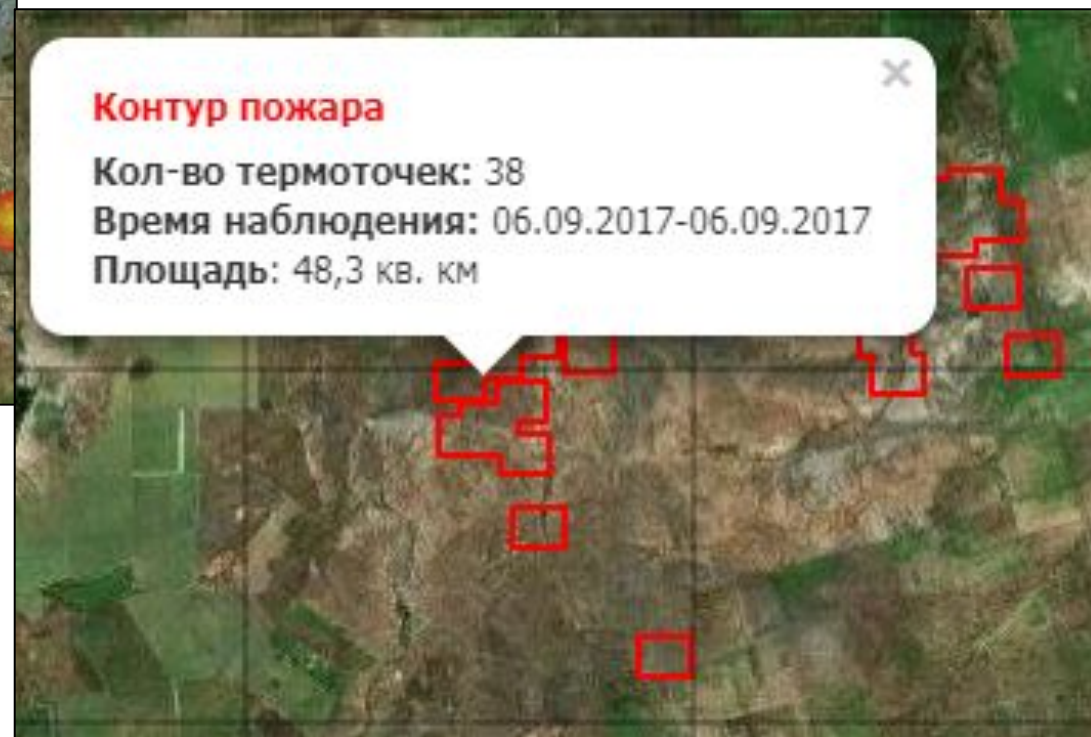 Контур пожара
Кол-во термоточек: 38
Время наблюдения: 06.09.2017-06.09.2017
Площадь: 48,3 кв. км